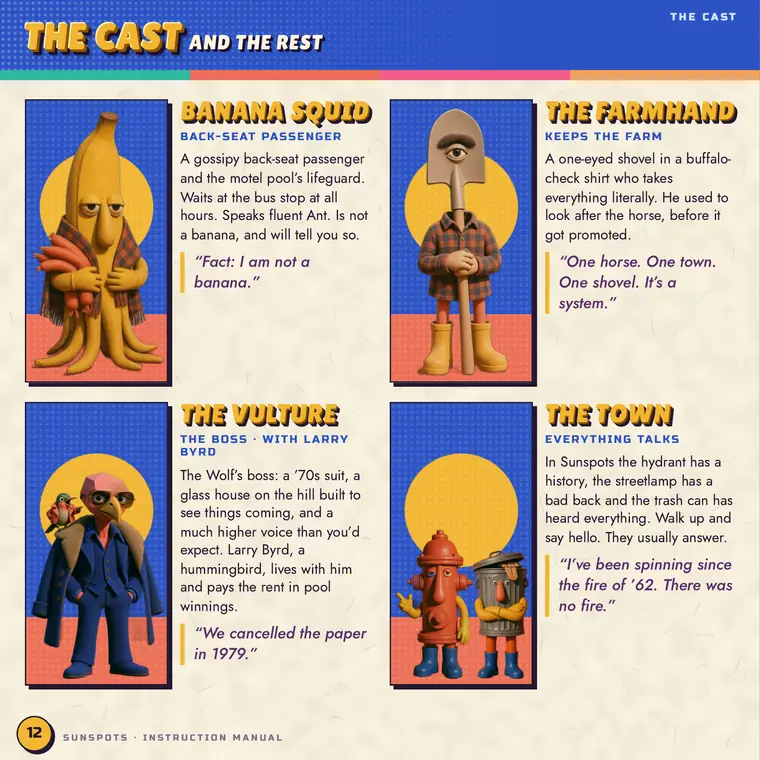 THE CAST AND THE REST
THE CAST
BANANA SQUID
BACK-SEAT PASSENGER
A gossipy back-seat passenger
and the motel pool's lifeguard.
Waits at the bus stop at all
hours. Speaks fluent Ant. Is not
a banana, and will tell you so.
“Fact: I am not a
banana.”
THE FARMHAND
KEEPS THE FARM
A one-eyed shovel in a buffalo-
check shirt who takes
everything literally. He used to
look after the horse, before it
got promoted.
“One horse. One town.
One shovel. It’s a
system.”
THE VULTURE
THE BOSS · WITH LARRY
BYRD
The Wolf’s boss: a ’70s suit, a
glass house on the hill built to
see things coming, and a
much higher voice than you’d
expect. Larry Byrd, a
hummingbird, lives with him
and pays the rent in pool
winnings.
“We cancelled the paper
in 1979.”
THE TOWN
EVERYTHING TALKS
In Sunspots the hydrant has a
history, the streetlamp has a
bad back and the trash can has
heard everything. Walk up and
say hello. They usually answer.
“I’ve been spinning since
the fire of ’62. There was
no fire.”
12
SUNSPOTS · INSTRUCTION MANUAL